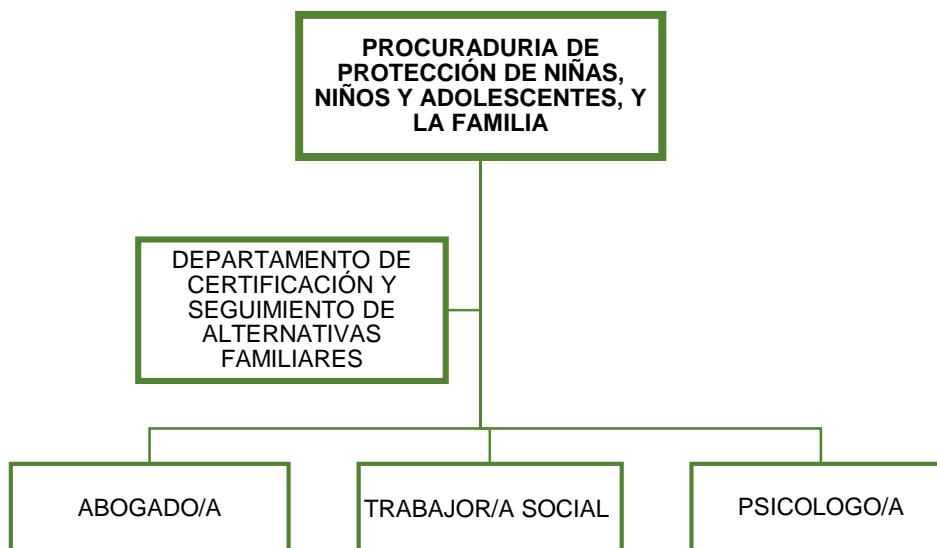 PROCURADURIA DE
PROTECCIÓN DE NIÑAS,
NIÑOS Y ADOLESCENTES, Y
LA FAMILIA
DEPARTAMENTO DE
CERTIFICACIÓN Y
SEGUIMIENTO DE
ALTERNATIVAS
FAMILIARES
ABOGADO/A
TRABAJOR/A SOCIAL
PSICOLOGO/A